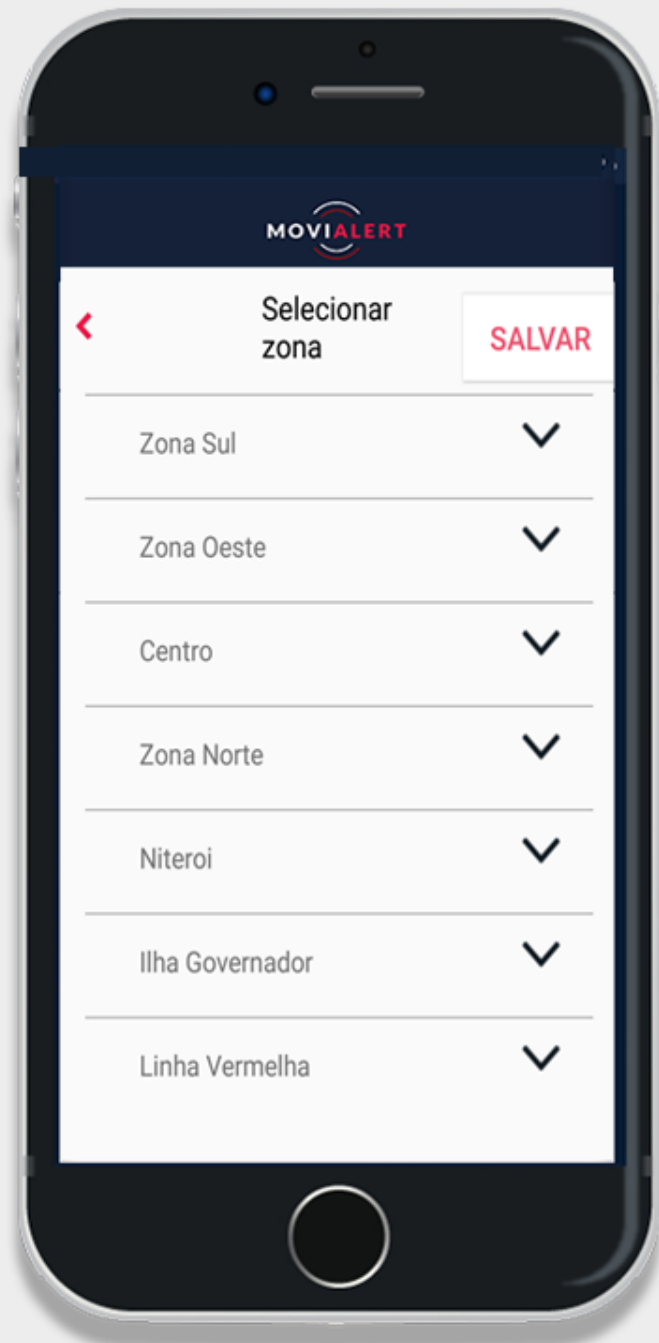 MOVIALERT
Selecionar
zona
SALVAR
Zona Sul
Zona Oeste
Centro
Zona Norte
Niteroi
Ilha Governador
Linha Vermelha